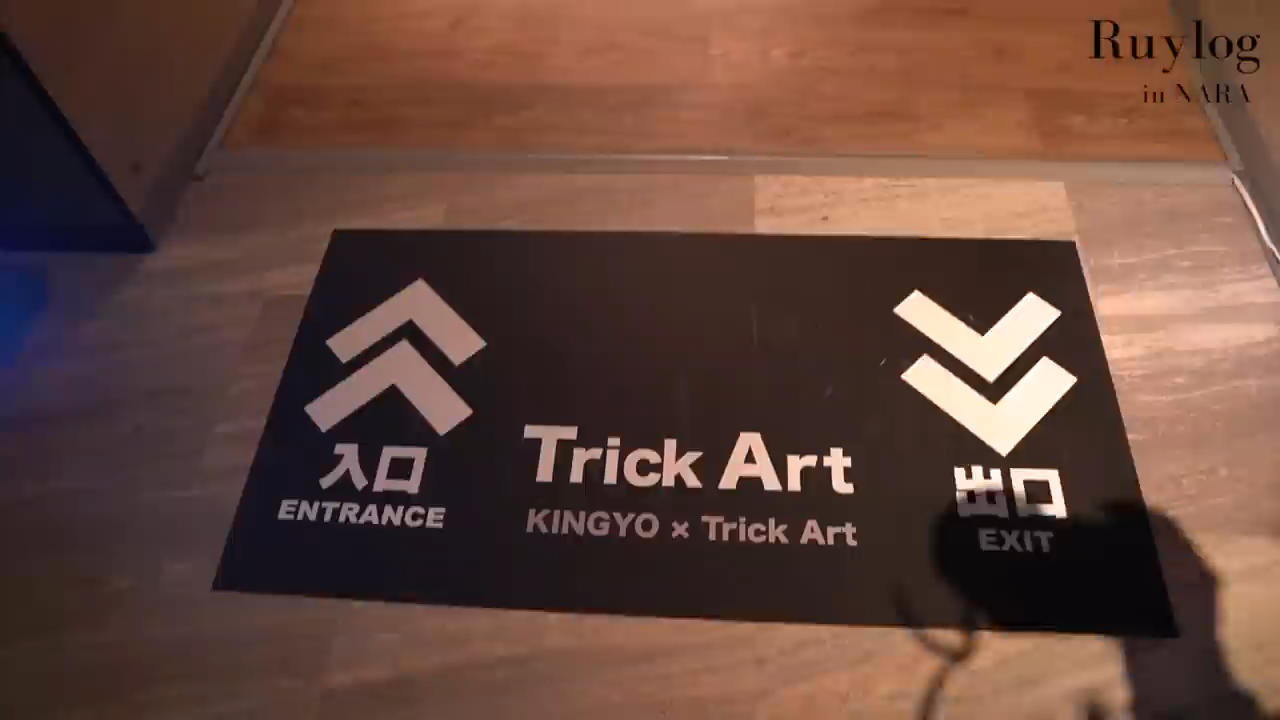 Ruylog
in NARA
入口
ENTRANCE
Trick Art
KINGYO × Trick Art
出口
EXIT